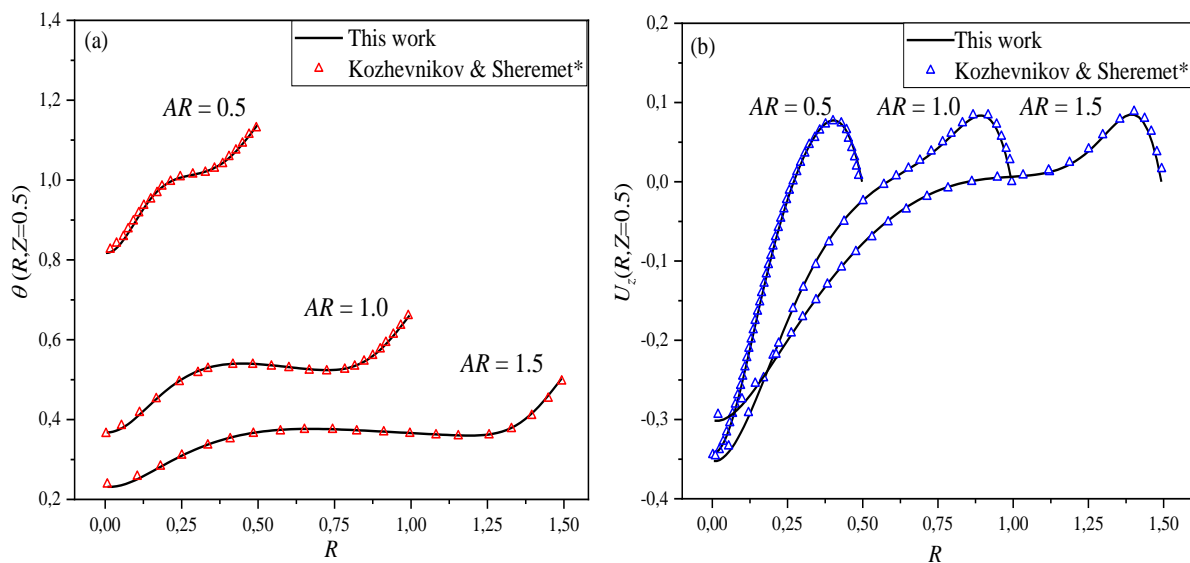 (a)
This work
Kozhevnikov & Sheremet*
AR = 0.5
AR = 1.0
AR = 1.5
θ (R,Z=0.5)
1,4
1,2
1,0
0,8
0,6
0,4
0,2
0,00 0,25 0,50 0,75 1,00 1,25 1,50
R
(b)
This work
Kozhevnikov & Sheremet*
AR = 0.5
AR = 1.0
AR = 1.5
U_z(R,Z=0.5)
0,2
0,1
0,0
-0,1
-0,2
-0,3
-0,4
0,00 0,25 0,50 0,75 1,00 1,25 1,50
R